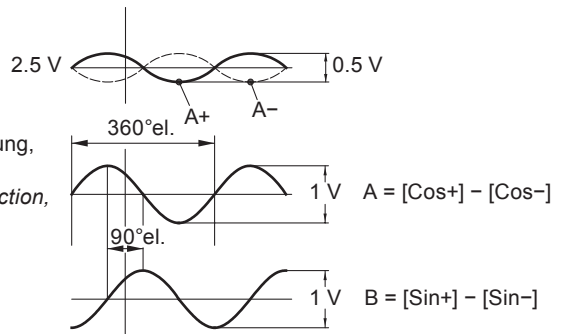 2.5 V
0.5 V
A+
A−
360°el.
ung,
ction,
1 V
A = [Cos+] − [Cos−]
90°el.
1 V
B = [Sin+] − [Sin−]